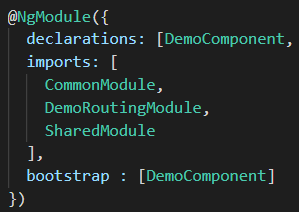 @NgModule({
  declarations: [DemoComponent,
  imports: [
    CommonModule,
    DemoRoutingModule,
    SharedModule
  ],
  bootstrap : [DemoComponent]
})